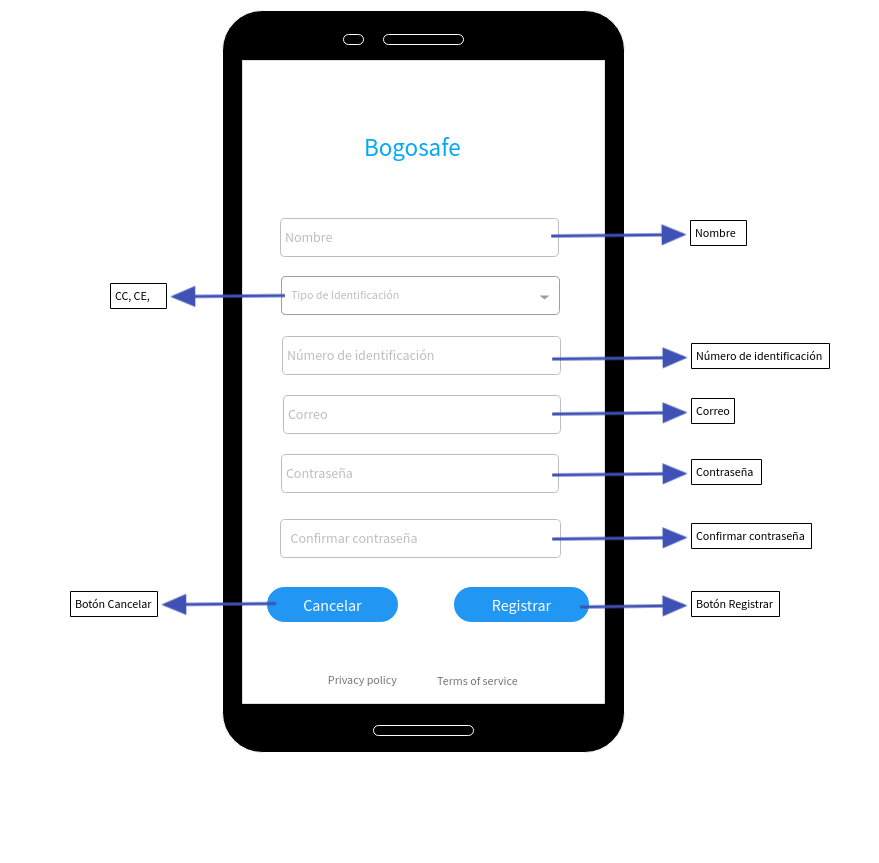 Bogosafe
Nombre
Nombre
CC, CE,
Tipo de Identificación
Número de identificación
Número de identificación
Correo
Correo
Contraseña
Contraseña
Confirmar contraseña
Confirmar contraseña
Botón Cancelar
Cancelar
Registrar
Botón Registrar
Privacy policy
Terms of service